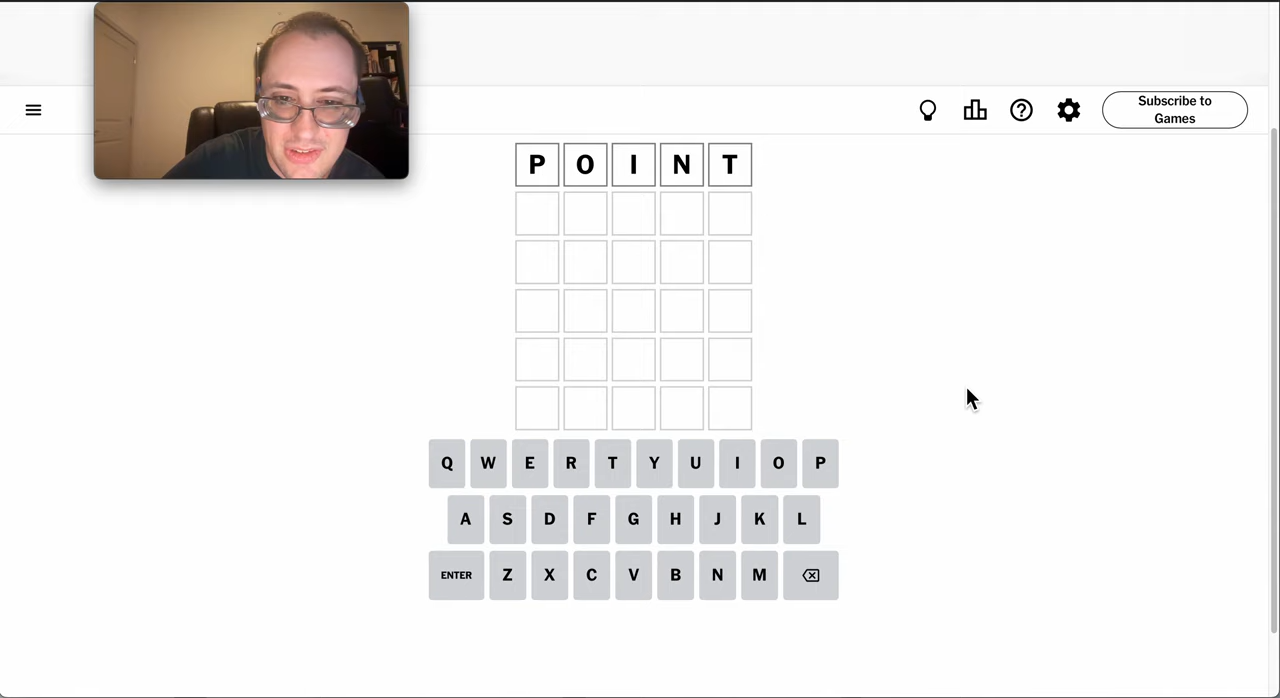 Subscribe to
Games
P O I N T
Q W E R T Y U I O P
A S D F G H J K L
ENTER Z X C V B N M